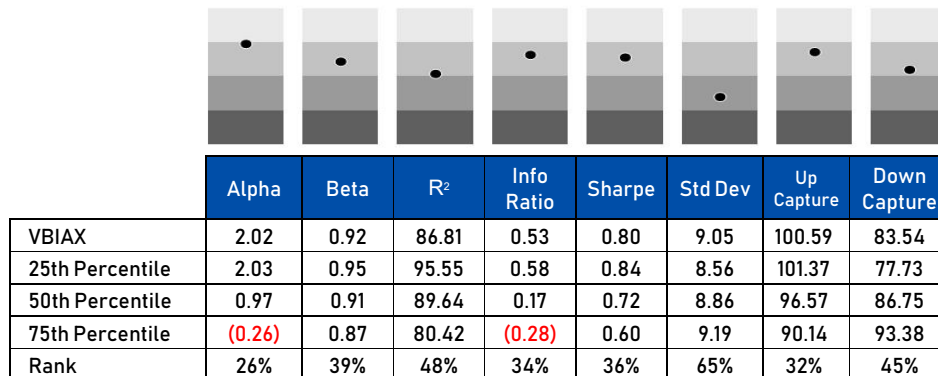 Alpha Beta R² Info Ratio Sharpe Std Dev Up Capture Down Capture
VBIAX 2.02 0.92 86.81 0.53 0.80 9.05 100.59 83.54
25th Percentile 2.03 0.95 95.55 0.58 0.84 8.56 101.37 77.73
50th Percentile 0.97 0.91 89.64 0.17 0.72 8.86 96.57 86.75
75th Percentile (0.26) 0.87 80.42 (0.28) 0.60 9.19 90.14 93.38
Rank 26% 39% 48% 34% 36% 65% 32% 45%